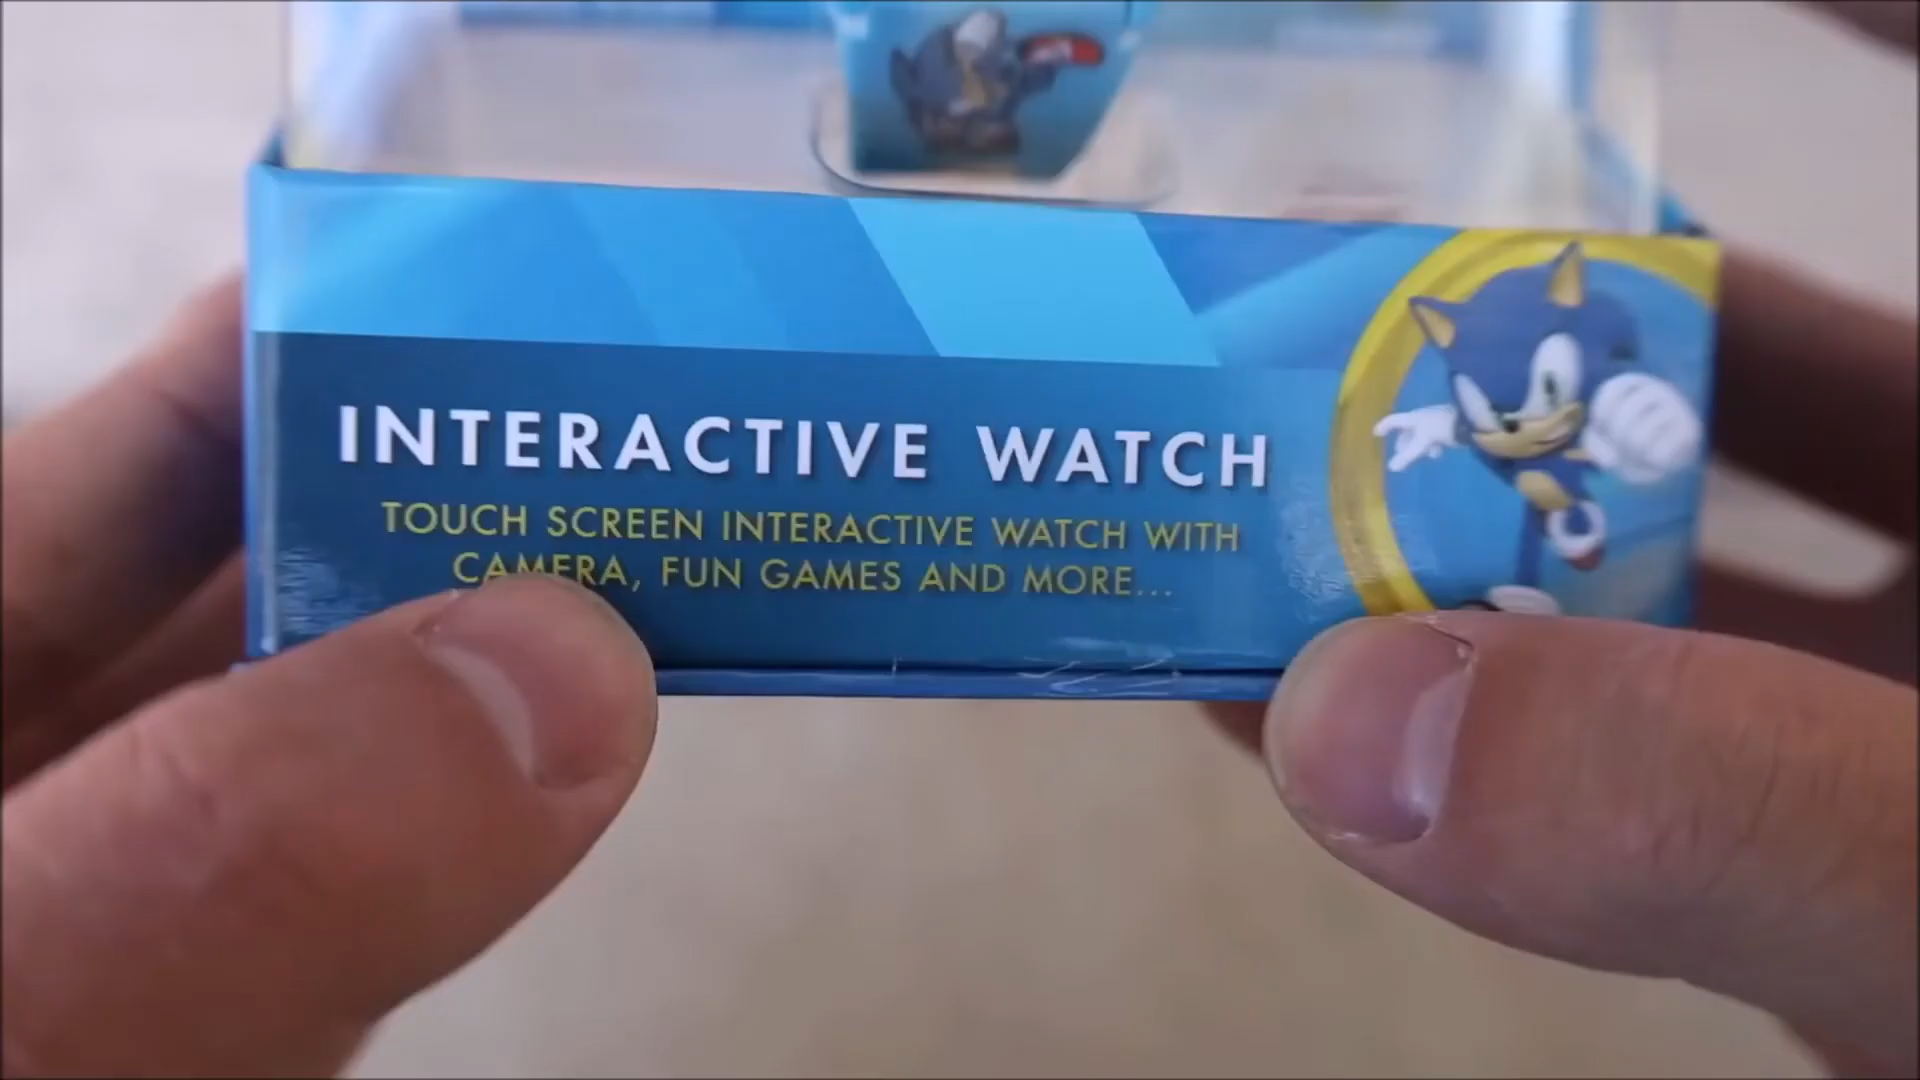 INTERACTIVE WATCH
TOUCH SCREEN INTERACTIVE WATCH WITH
CAMERA, FUN GAMES AND MORE...